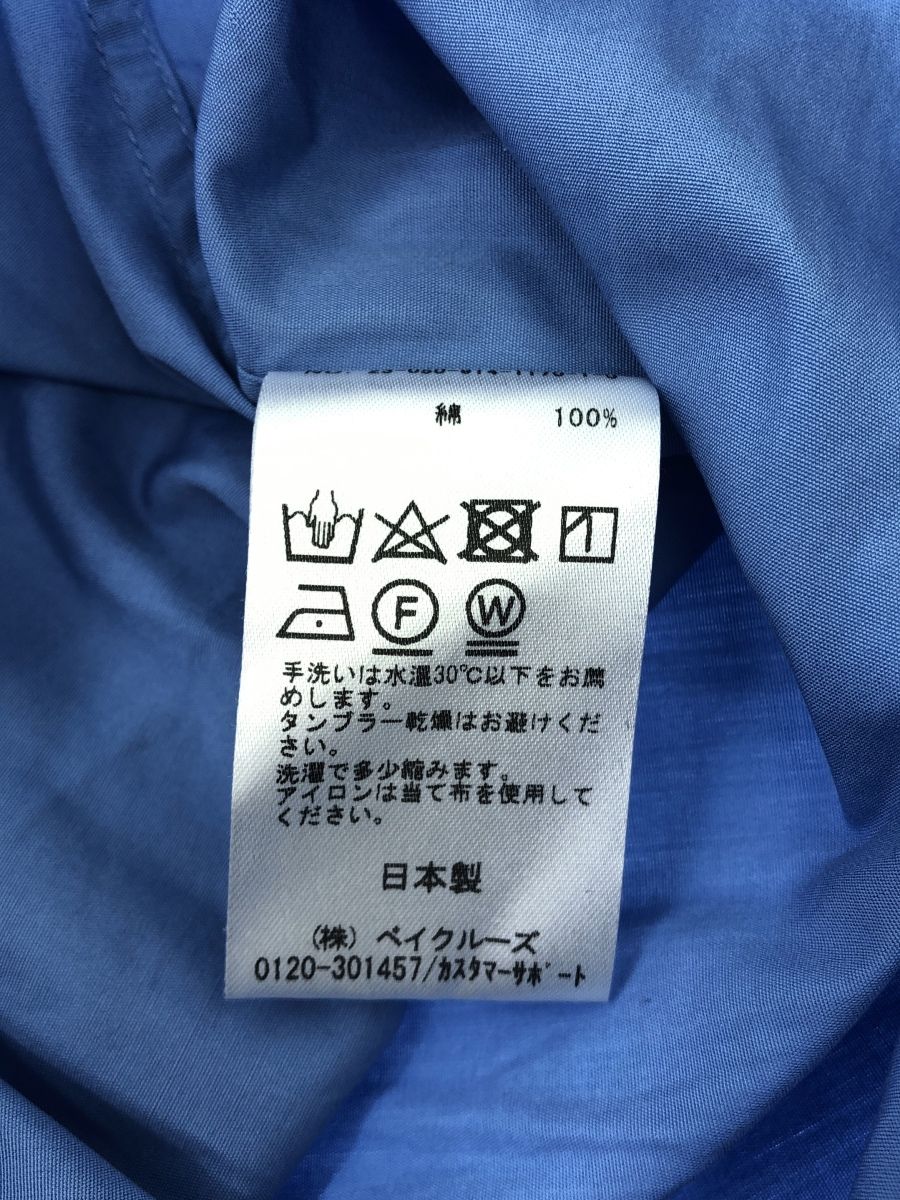 綿 100%
F W
手洗いは水温30℃以下をお薦
めします。
タンブラー乾燥はお避けくだ
さい。
洗濯で多少縮みます。
アイロンは当て布を使用して
ください。
日本製
(株) ベイクルーズ
0120-301457/カスタマーサポート